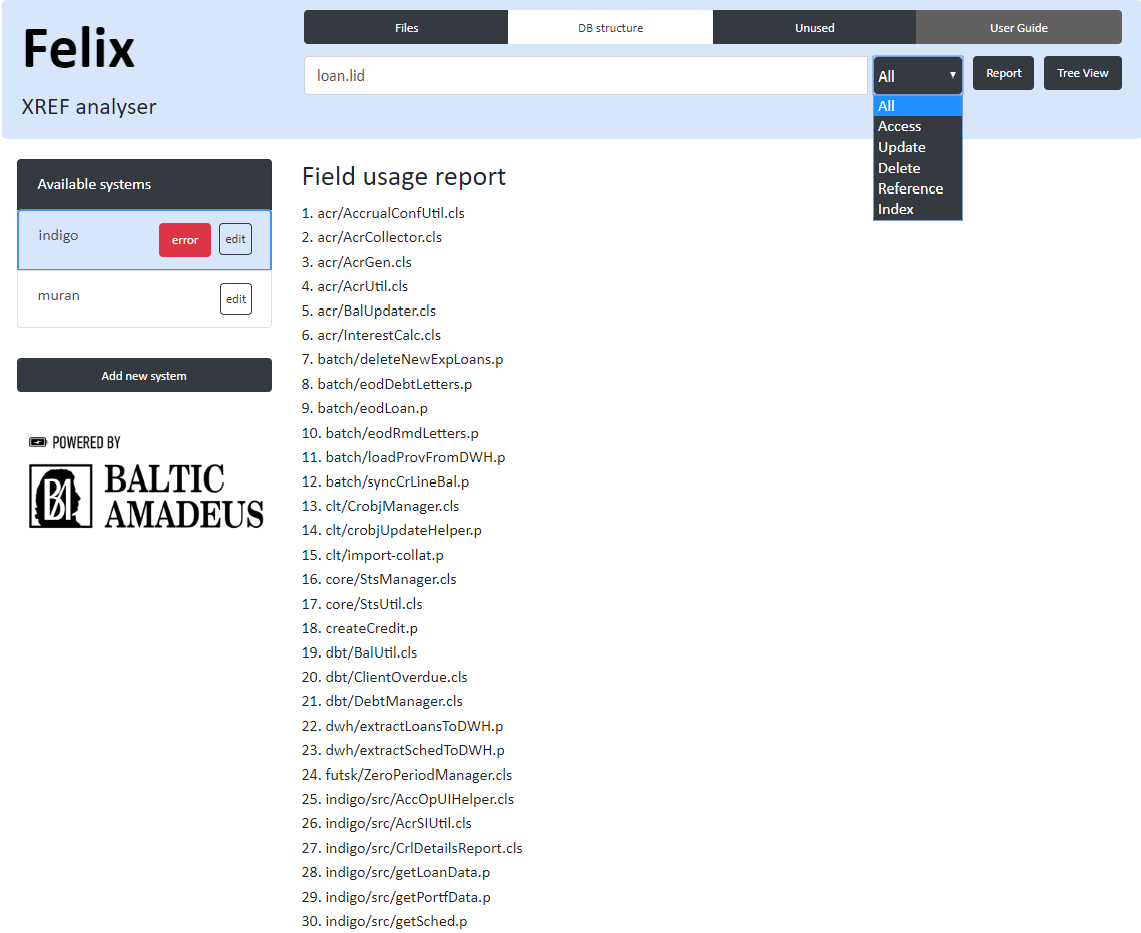 Felix
XREF analyser
Files
DB structure
Unused
User Guide
loan.lid
All
Report
Tree View
All
Access
Update
Delete
Reference
Index
Available systems
indigo
error
edit
muran
edit
Add new system
POWERED BY
BALTIC
AMADEUS
Field usage report
1. acr/AccrualConfUtil.cls
2. acr/AcrCollector.cls
3. acr/AcrGen.cls
4. acr/AcrUtil.cls
5. acr/BalUpdater.cls
6. acr/InterestCalc.cls
7. batch/deleteNewExpLoans.p
8. batch/eodDebtLetters.p
9. batch/eodLoan.p
10. batch/eodRmdLetters.p
11. batch/loadProvFromDWH.p
12. batch/syncCrLineBal.p
13. clt/CrobjManager.cls
14. clt/crobjUpdateHelper.p
15. clt/import-collat.p
16. core/StsManager.cls
17. core/StsUtil.cls
18. createCredit.p
19. dbt/BalUtil.cls
20. dbt/ClientOverdue.cls
21. dbt/DebtManager.cls
22. dwh/extractLoansToDWH.p
23. dwh/extractSchedToDWH.p
24. futsk/ZeroPeriodManager.cls
25. indigo/src/AccOpUIHelper.cls
26. indigo/src/AcrSIUtil.cls
27. indigo/src/CrlDetailsReport.cls
28. indigo/src/getLoanData.p
29. indigo/src/getPortfData.p
30. indigo/src/getSched.p